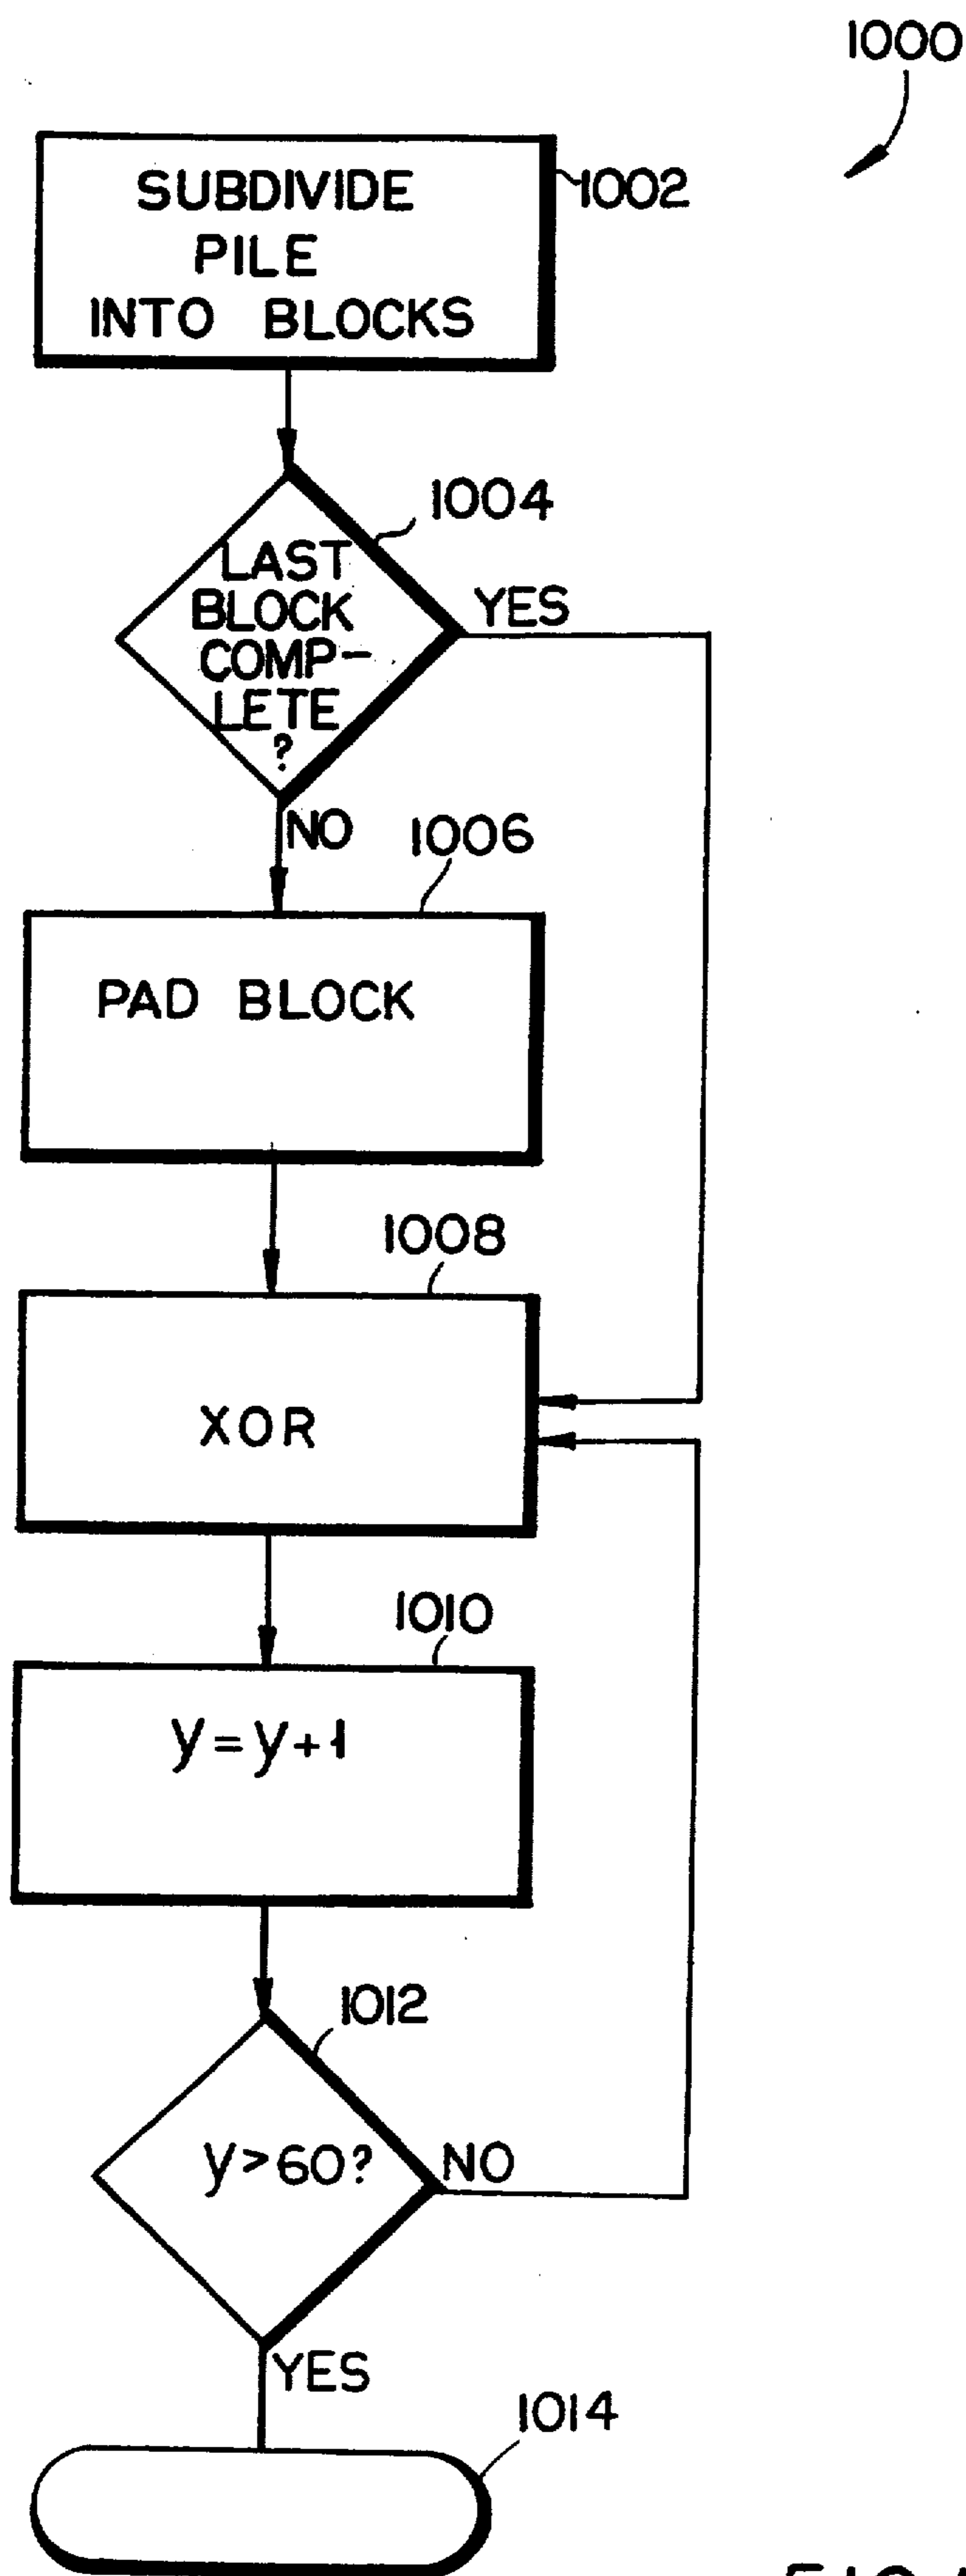 1000
SUBDIVIDE
PILE
INTO BLOCKS
1002
1004
LAST
BLOCK
COMP-
LETE
?
YES
NO
1006
PAD BLOCK
1008
XOR
1010
y=y+1
1012
y>60?
NO
YES
1014